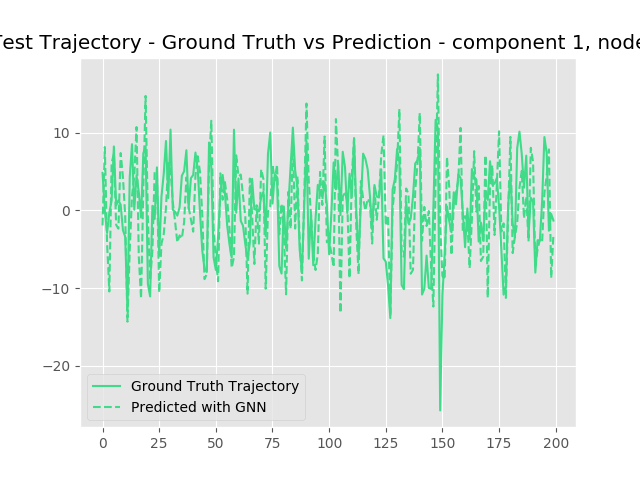 Test Trajectory - Ground Truth vs Prediction - component 1, node
10
0
−10
−20
Ground Truth Trajectory
Predicted with GNN
0 25 50 75 100 125 150 175 200